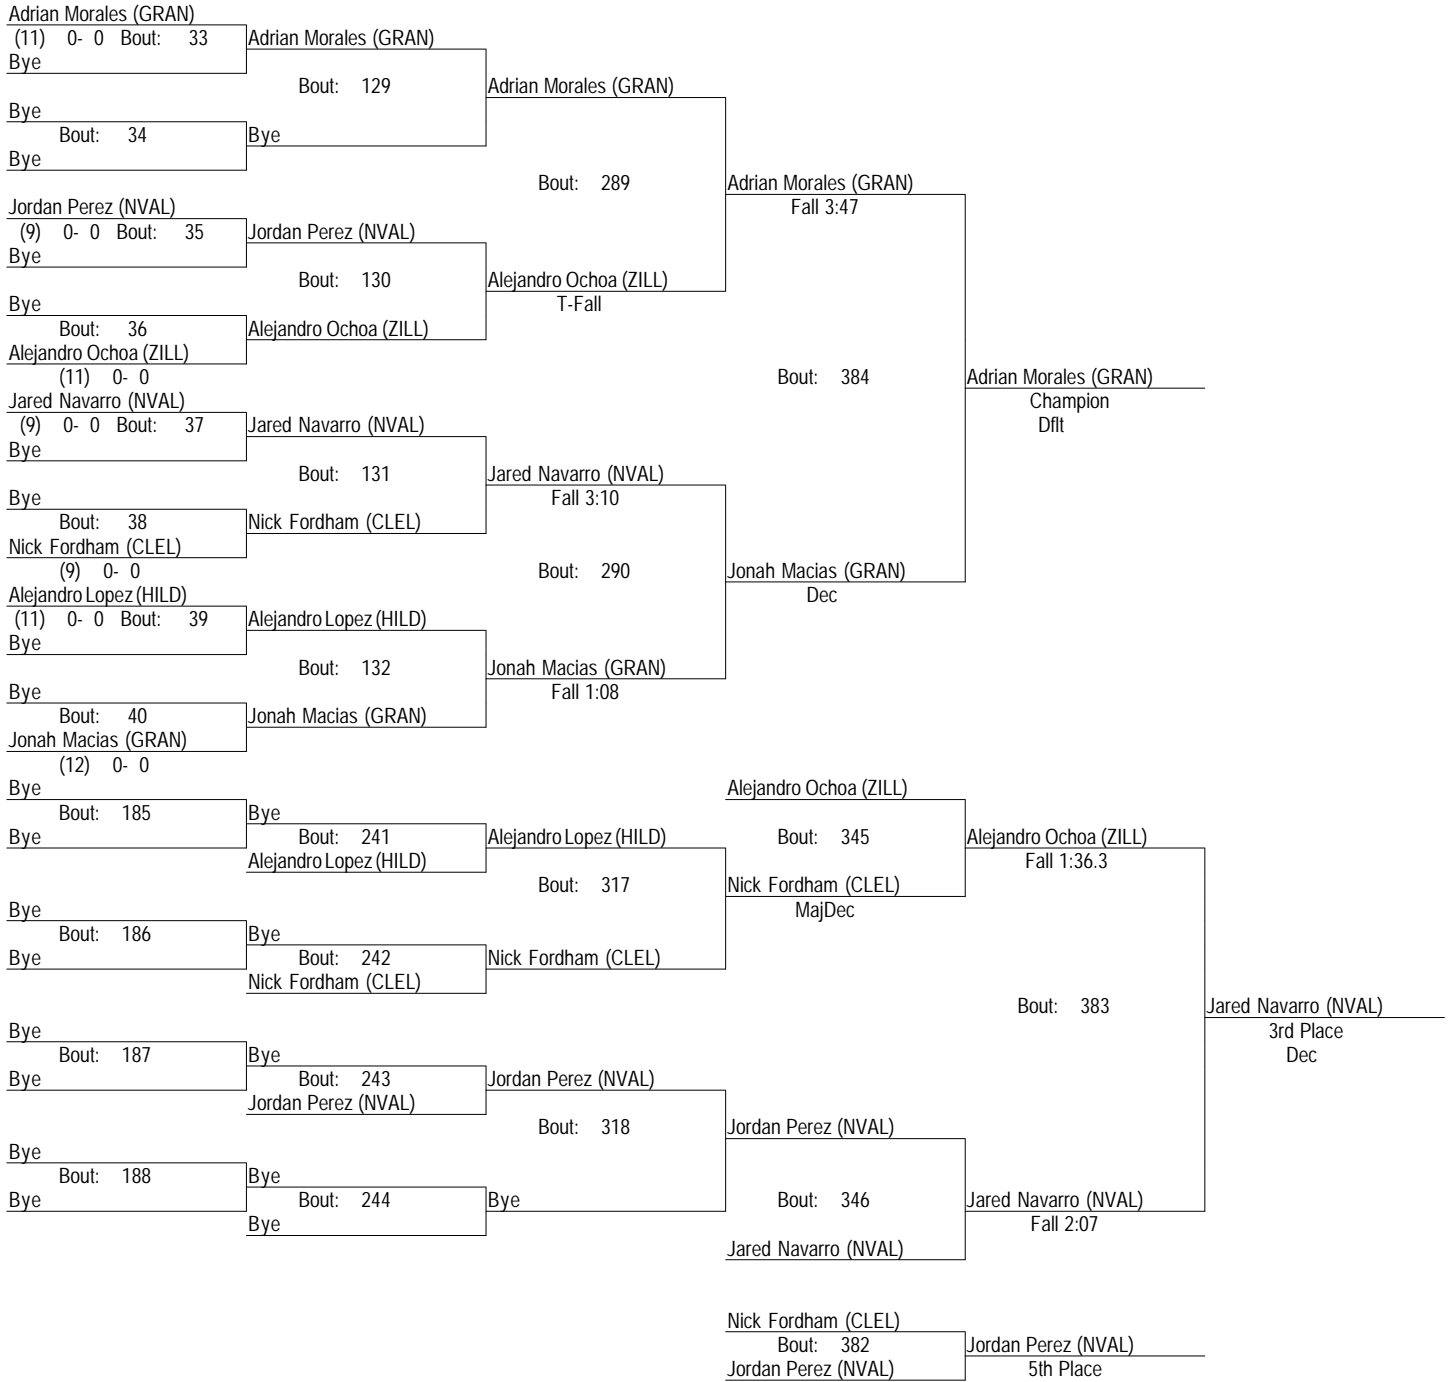 Adrian Morales (GRAN)
(11) 0- 0 Bout: 33
Adrian Morales (GRAN)
Bye
Bout: 129
Adrian Morales (GRAN)
Bye
Bout: 34
Bye
Bye
Bout: 289
Adrian Morales (GRAN)
Fall 3:47
Jordan Perez (NVAL)
(9) 0- 0 Bout: 35
Jordan Perez (NVAL)
Bye
Bout: 130
Alejandro Ochoa (ZILL)
T-Fall
Bye
Bout: 36
Alejandro Ochoa (ZILL)
Alejandro Ochoa (ZILL)
(11) 0- 0
Bout: 384
Adrian Morales (GRAN)
Champion
Dflt
Jared Navarro (NVAL)
(9) 0- 0 Bout: 37
Jared Navarro (NVAL)
Bye
Bout: 131
Jared Navarro (NVAL)
Fall 3:10
Bye
Bout: 38
Nick Fordham (CLEL)
Nick Fordham (CLEL)
(9) 0- 0
Bout: 290
Jonah Macias (GRAN)
Dec
Alejandro Lopez (HILD)
(11) 0- 0 Bout: 39
Alejandro Lopez (HILD)
Bye
Bout: 132
Jonah Macias (GRAN)
Fall 1:08
Bye
Bout: 40
Jonah Macias (GRAN)
Jonah Macias (GRAN)
(12) 0- 0
Bye
Bout: 185
Bye
Bye
Bout: 241
Alejandro Lopez (HILD)
Alejandro Lopez (HILD)
Bout: 317
Alejandro Ochoa (ZILL)
Bout: 345
Alejandro Ochoa (ZILL)
Fall 1:36.3
Nick Fordham (CLEL)
MajDec
Bye
Bout: 186
Bye
Bye
Bout: 242
Nick Fordham (CLEL)
Nick Fordham (CLEL)
Bout: 383
Jared Navarro (NVAL)
3rd Place
Dec
Bye
Bout: 187
Bye
Bye
Bout: 243
Jordan Perez (NVAL)
Jordan Perez (NVAL)
Bout: 318
Jordan Perez (NVAL)
Bye
Bout: 188
Bye
Bye
Bout: 244
Bye
Bye
Bout: 346
Jared Navarro (NVAL)
Fall 2:07
Jared Navarro (NVAL)
Nick Fordham (CLEL)
Bout: 382
Jordan Perez (NVAL)
Jordan Perez (NVAL)
5th Place